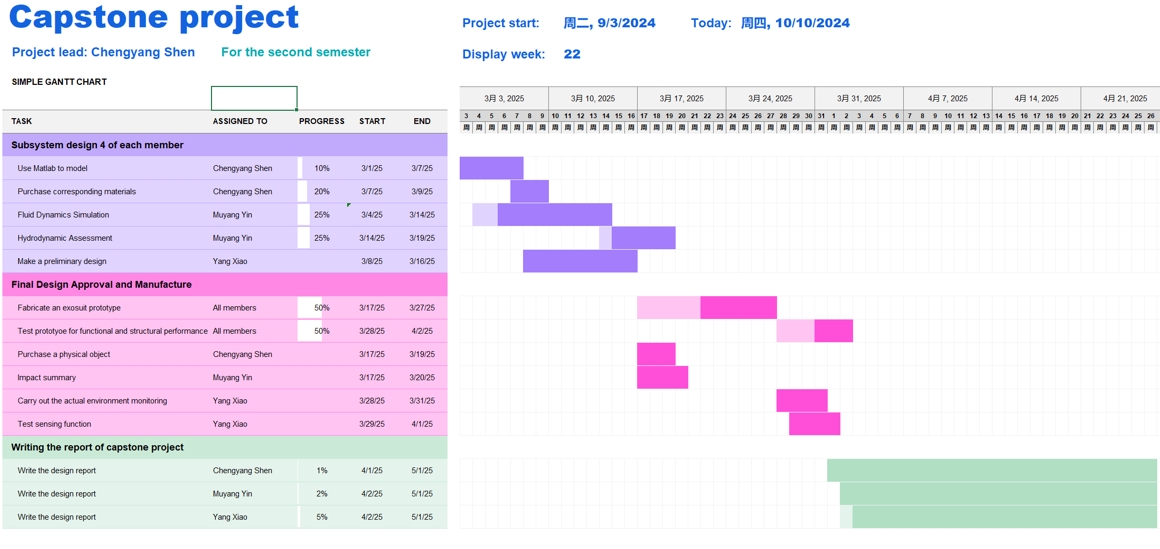 Capstone project
Project start: 周二, 9/3/2024 Today: 周四, 10/10/2024
Project lead: Chengyang Shen For the second semester
Display week: 22
SIMPLE GANTT CHART
3月 3, 2025 3月 10, 2025 3月 17, 2025 3月 24, 2025 3月 31, 2025 4月 7, 2025 4月 14, 2025 4月 21, 2025
3 4 5 6 7 8 9 10 11 12 13 14 15 16 17 18 19 20 21 22 23 24 25 26 27 28 29 30 31 1 2 3 4 5 6 7 8 9 10 11 12 13 14 15 16 17 18 19 20 21 22 23 24 25 26
TASK ASSIGNED TO PROGRESS START END
周 周 周 周 周 周 周 周 周 周 周 周 周 周 周 周 周 周 周 周 周 周 周 周 周 周 周 周 周 周 周 周 周 周 周 周 周 周 周 周 周 周 周 周 周 周 周 周 周 周 周 周 周 周 周
Subsystem design 4 of each member
Use Matlab to model Chengyang Shen 10% 3/1/25 3/7/25
Purchase corresponding materials Chengyang Shen 20% 3/7/25 3/9/25
Fluid Dynamics Simulation Muyang Yin 25% 3/4/25 3/14/25
Hydrodynamic Assessment Muyang Yin 25% 3/14/25 3/19/25
Make a preliminary design Yang Xiao 3/8/25 3/16/25
Final Design Approval and Manufacture
Fabricate an exosuit prototype All members 50% 3/17/25 3/27/25
Test prototyoe for functional and structural performance All members 50% 3/28/25 4/2/25
Purchase a physical object Chengyang Shen 3/17/25 3/19/25
Impact summary Muyang Yin 3/17/25 3/20/25
Carry out the actual environment monitoring Yang Xiao 3/28/25 3/31/25
Test sensing function Yang Xiao 3/29/25 4/1/25
Writing the report of capstone project
Write the design report Chengyang Shen 1% 4/1/25 5/1/25
Write the design report Muyang Yin 2% 4/2/25 5/1/25
Write the design report Yang Xiao 5% 4/2/25 5/1/25